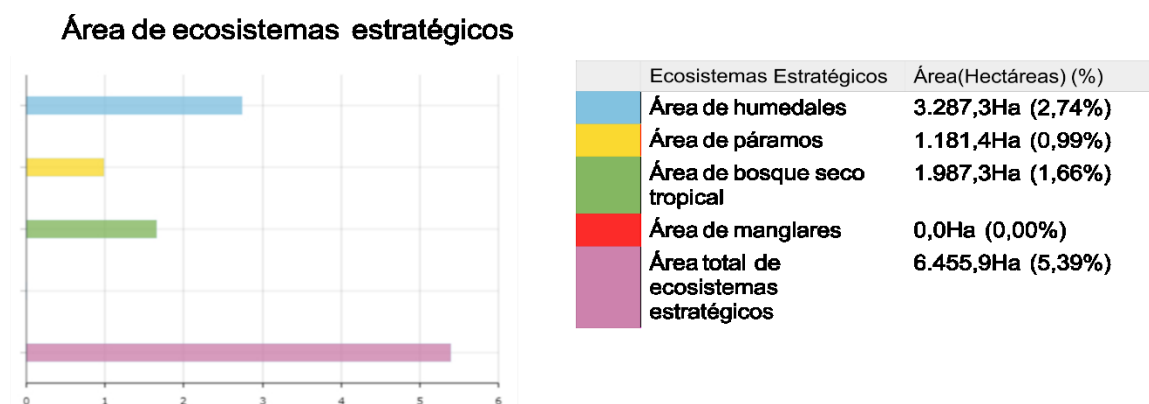 Área de ecosistemas estratégicos
0 1 2 3 4 5 6
Ecosistemas Estratégicos Área(Hectáreas) (%)
Área de humedales 3.287,3Ha (2,74%)
Área de páramos 1.181,4Ha (0,99%)
Área de bosque seco 1.987,3Ha (1,66%)
tropical
Área de manglares 0,0Ha (0,00%)
Área total de 6.455,9Ha (5,39%)
ecosistemas
estratégicos